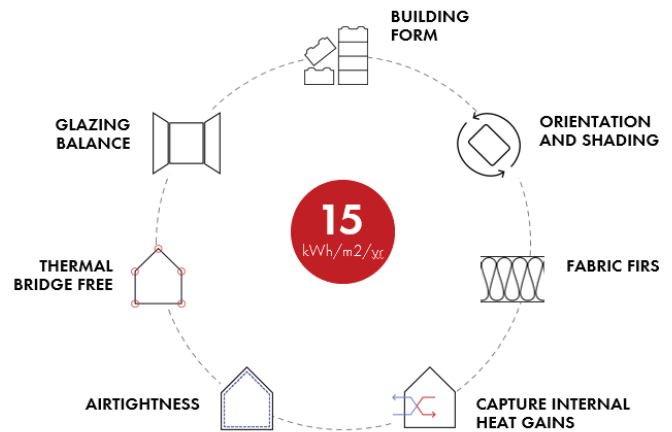 BUILDING
FORM
ORIENTATION
AND SHADING
FABRIC FIRS
CAPTURE INTERNAL
HEAT GAINS
AIRTIGHTNESS
THERMAL
BRIDGE FREE
GLAZING
BALANCE
15
kWh/m2/yr